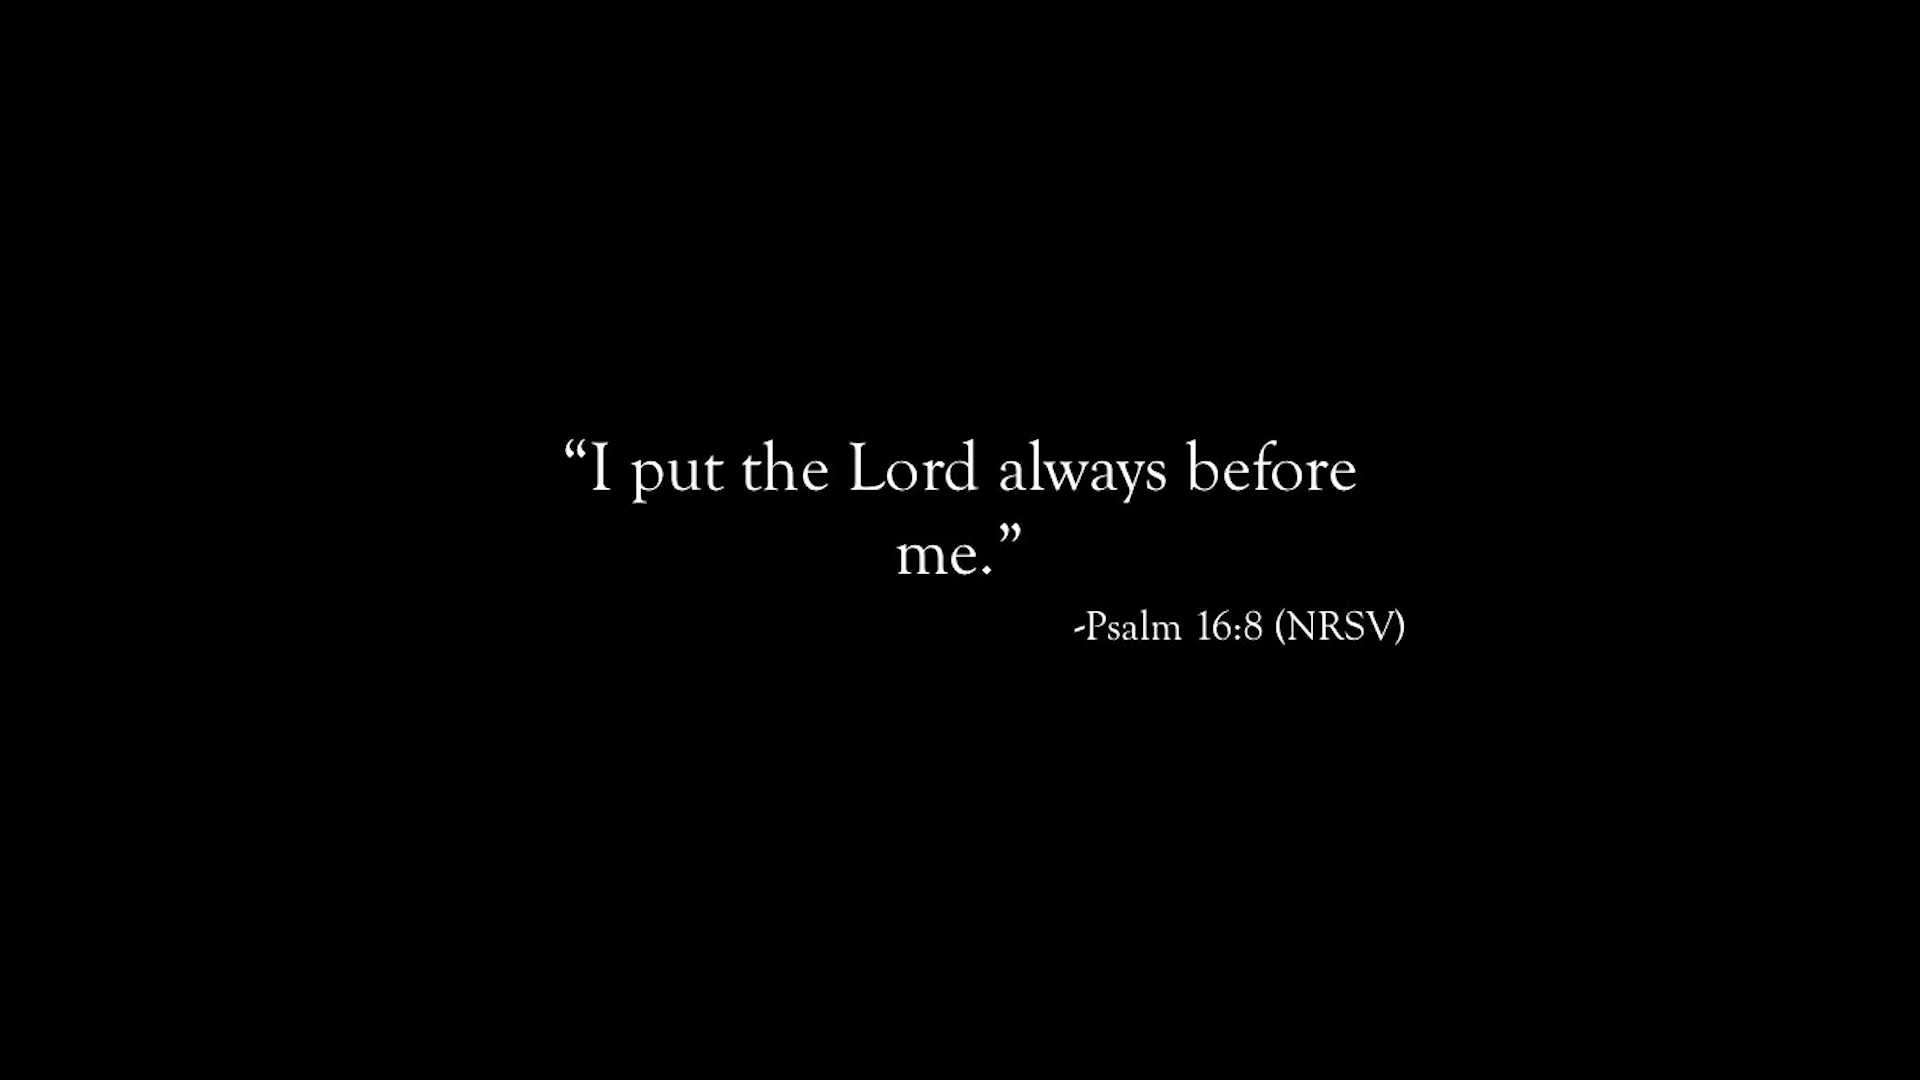 “I put the Lord always before
me.”
-Psalm 16:8 (NRSV)